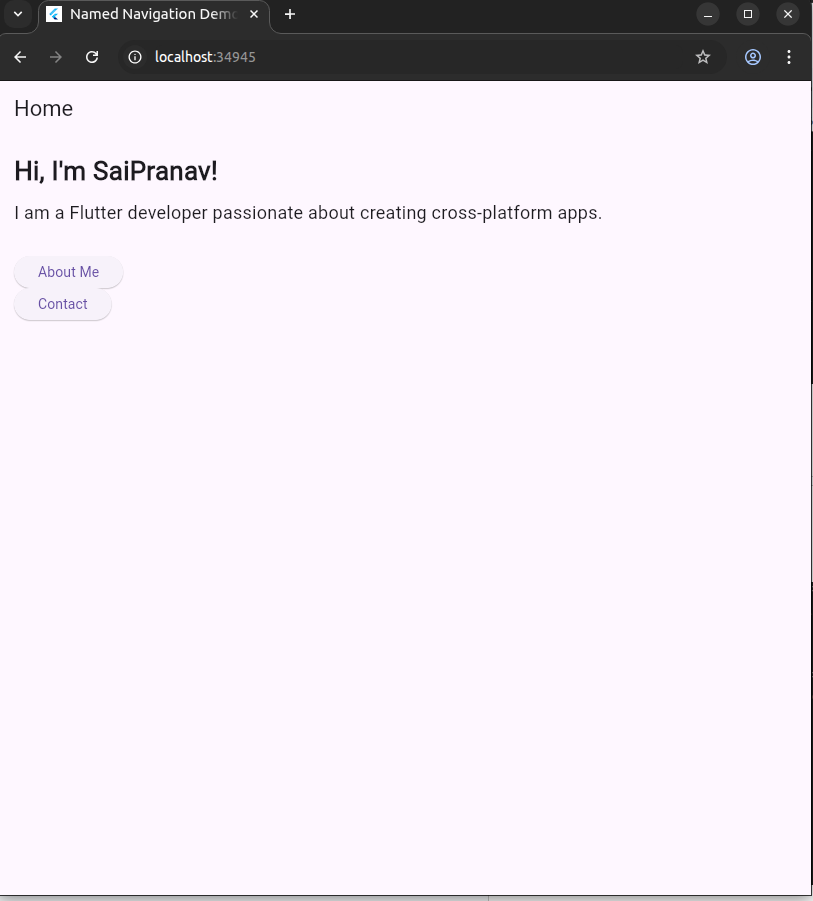 Named Navigation Dem
localhost:34945
Home
Hi, I'm SaiPranav!
I am a Flutter developer passionate about creating cross-platform apps.
About Me
Contact